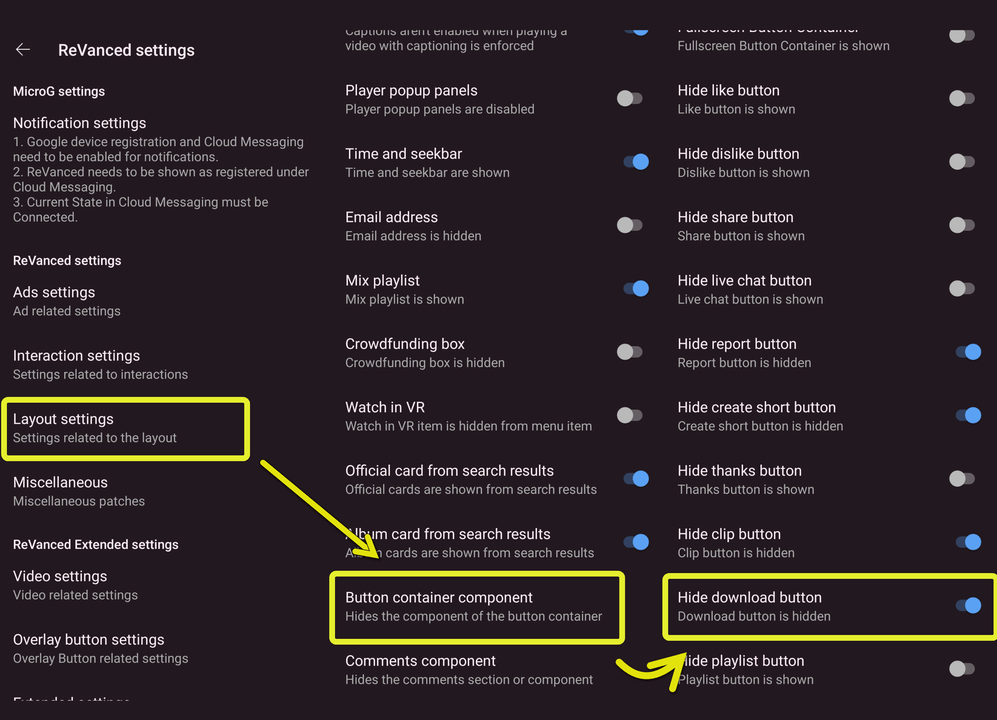 ReVanced settings
MicroG settings
Notification settings
1. Google device registration and Cloud Messaging
need to be enabled for notifications.
2. ReVanced needs to be shown as registered under
Cloud Messaging.
3. Current State in Cloud Messaging must be
Connected.
ReVanced settings
Ads settings
Ad related settings
Interaction settings
Settings related to interactions
Layout settings
Settings related to the layout
Miscellaneous
Miscellaneous patches
ReVanced Extended settings
Video settings
Video related settings
Overlay button settings
Overlay Button related settings
Extended settings
Captions aren't enabled when playing a
video with captioning is enforced
Player popup panels
Player popup panels are disabled
Time and seekbar
Time and seekbar are shown
Email address
Email address is hidden
Mix playlist
Mix playlist is shown
Crowdfunding box
Crowdfunding box is hidden
Watch in VR
Watch in VR item is hidden from menu item
Official card from search results
Official cards are shown from search results
Album card from search results
Album cards are shown from search results
Button container component
Hides the component of the button container
Comments component
Hides the comments section or component
Fullscreen Button Container
Fullscreen Button Container is shown
Hide like button
Like button is shown
Hide dislike button
Dislike button is shown
Hide share button
Share button is shown
Hide live chat button
Live chat button is shown
Hide report button
Report button is hidden
Hide create short button
Create short button is hidden
Hide thanks button
Thanks button is shown
Hide clip button
Clip button is hidden
Hide download button
Download button is hidden
Hide playlist button
Playlist button is shown